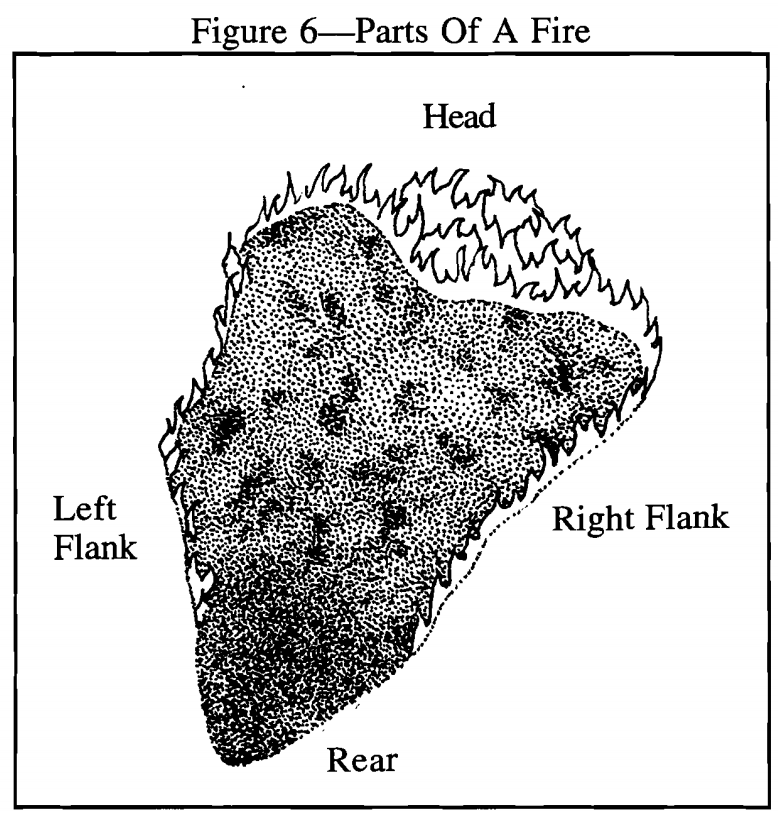 Figure 6—Parts Of A Fire
Head
Left
Flank
Right Flank
Rear